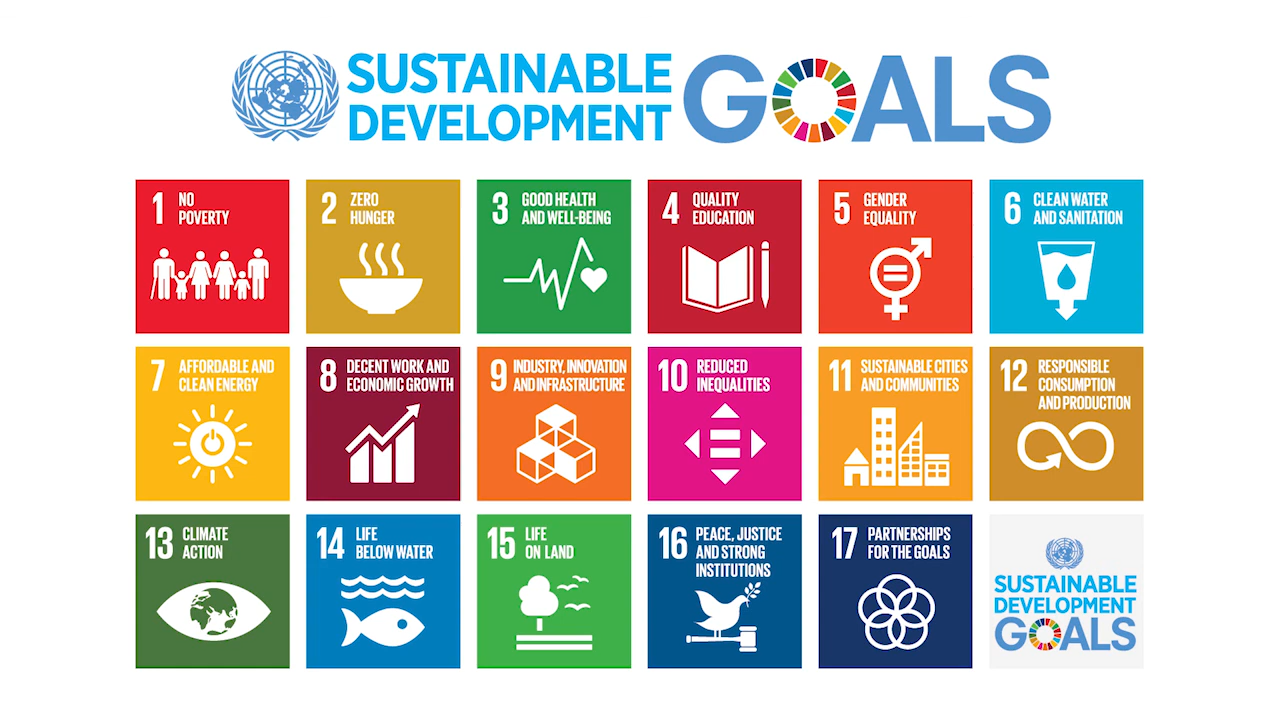 SUSTAINABLE
DEVELOPMENT
GOALS
1 NO
POVERTY
2 ZERO
HUNGER
3 GOOD HEALTH
AND WELL-BEING
4 QUALITY
EDUCATION
5 GENDER
EQUALITY
6 CLEAN WATER
AND SANITATION
7 AFFORDABLE AND
CLEAN ENERGY
8 DECENT WORK AND
ECONOMIC GROWTH
9 INDUSTRY, INNOVATION
AND INFRASTRUCTURE
10 REDUCED
INEQUALITIES
11 SUSTAINABLE CITIES
AND COMMUNITIES
12 RESPONSIBLE
CONSUMPTION
AND PRODUCTION
13 CLIMATE
ACTION
14 LIFE
BELOW WATER
15 LIFE
ON LAND
16 PEACE, JUSTICE
AND STRONG
INSTITUTIONS
17 PARTNERSHIPS
FOR THE GOALS
SUSTAINABLE
DEVELOPMENT
GOALS